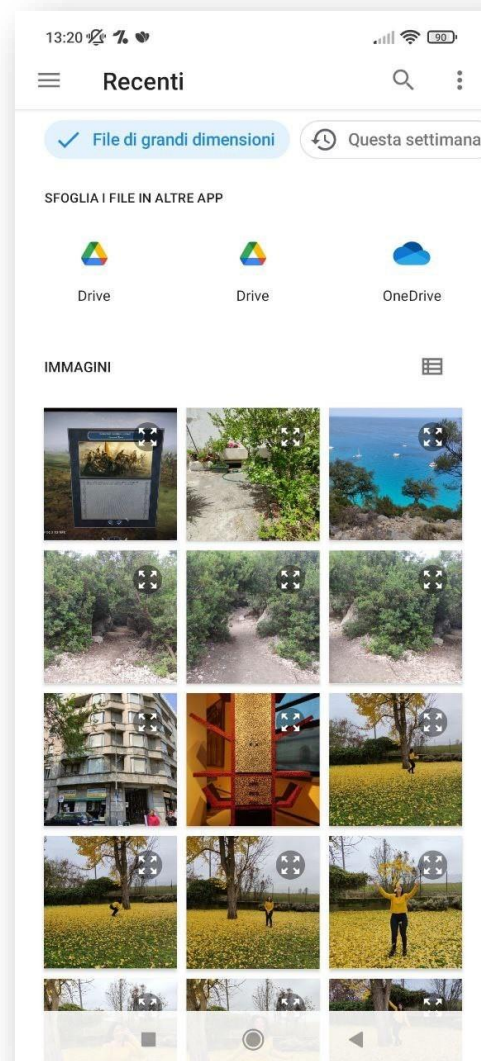 13:20 90
Recenti
File di grandi dimensioni Questa settimana
SFOGLIA I FILE IN ALTRE APP
Drive Drive OneDrive
IMMAGINI